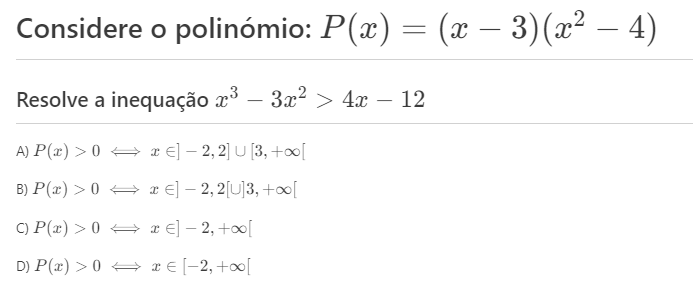 Considere o polinómio: P(x) = (x − 3)(x² − 4)
Resolve a inequação x³ − 3x² > 4x − 12
A) P(x) > 0 ⟺ x ∈] − 2, 2] ∪ [3, +∞[
B) P(x) > 0 ⟺ x ∈] − 2, 2[∪]3, +∞[
C) P(x) > 0 ⟺ x ∈] − 2, +∞[
D) P(x) > 0 ⟺ x ∈ [−2, +∞[